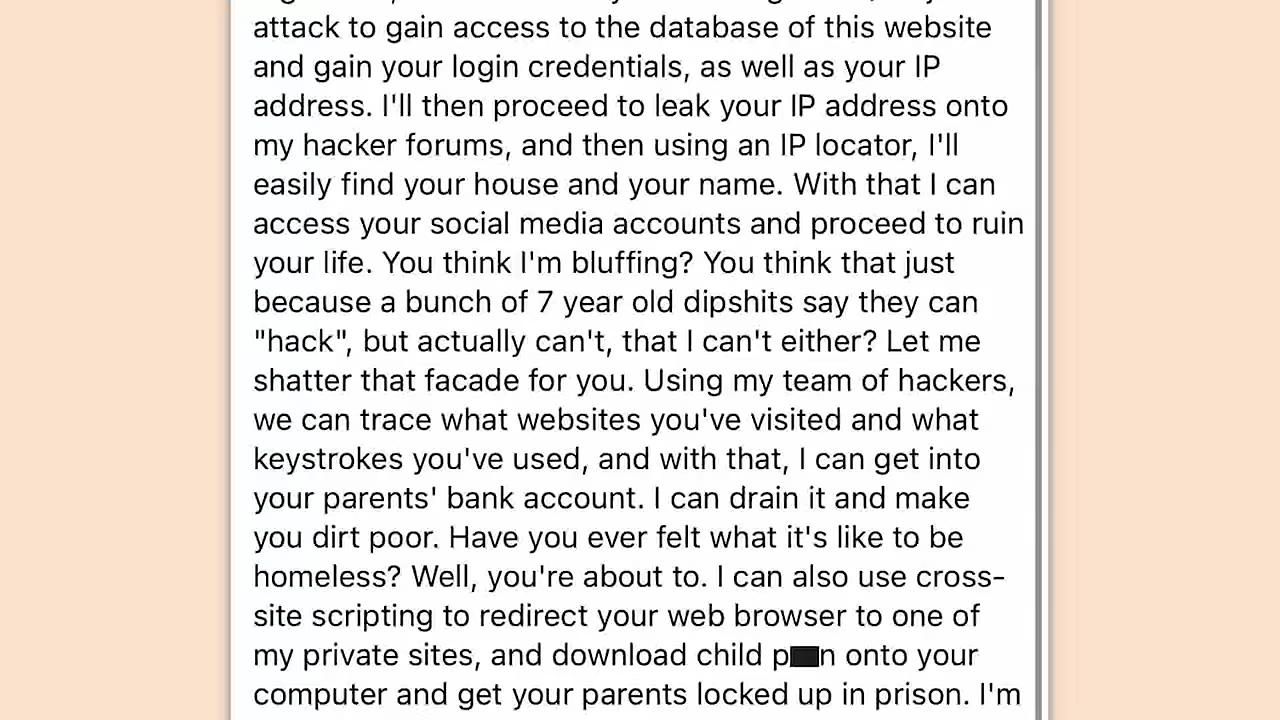 attack to gain access to the database of this website
and gain your login credentials, as well as your IP
address. I'll then proceed to leak your IP address onto
my hacker forums, and then using an IP locator, I'll
easily find your house and your name. With that I can
access your social media accounts and proceed to ruin
your life. You think I'm bluffing? You think that just
because a bunch of 7 year old dipshits say they can
"hack", but actually can't, that I can't either? Let me
shatter that facade for you. Using my team of hackers,
we can trace what websites you've visited and what
keystrokes you've used, and with that, I can get into
your parents' bank account. I can drain it and make
you dirt poor. Have you ever felt what it's like to be
homeless? Well, you're about to. I can also use cross-
site scripting to redirect your web browser to one of
my private sites, and download child p■n onto your
computer and get your parents locked up in prison. I'm